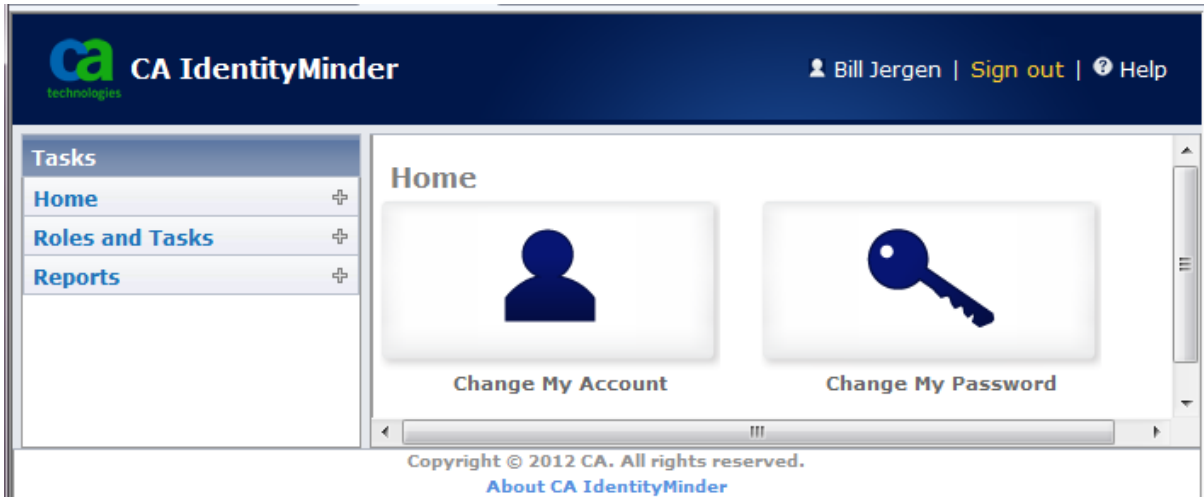 ca
technologies
CA IdentityMinder
Bill Jergen | Sign out | Help
Tasks
Home
Roles and Tasks
Reports
Home
Change My Account
Change My Password
Copyright © 2012 CA. All rights reserved.
About CA IdentityMinder